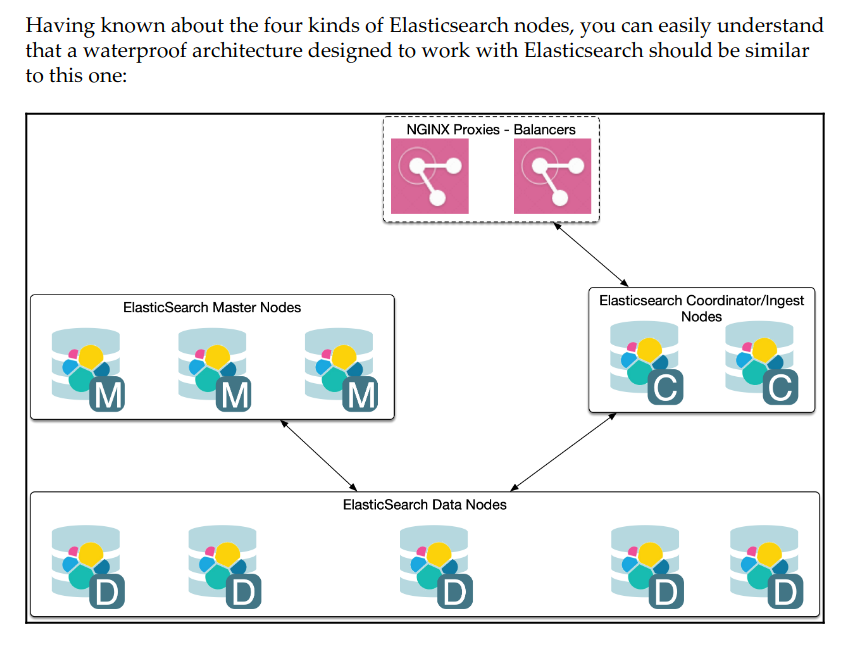 Having known about the four kinds of Elasticsearch nodes, you can easily understand
that a waterproof architecture designed to work with Elasticsearch should be similar
to this one:
NGINX Proxies - Balancers
ElasticSearch Master Nodes
M
M
M
Elasticsearch Coordinator/Ingest
Nodes
C
C
ElasticSearch Data Nodes
D
D
D
D
D